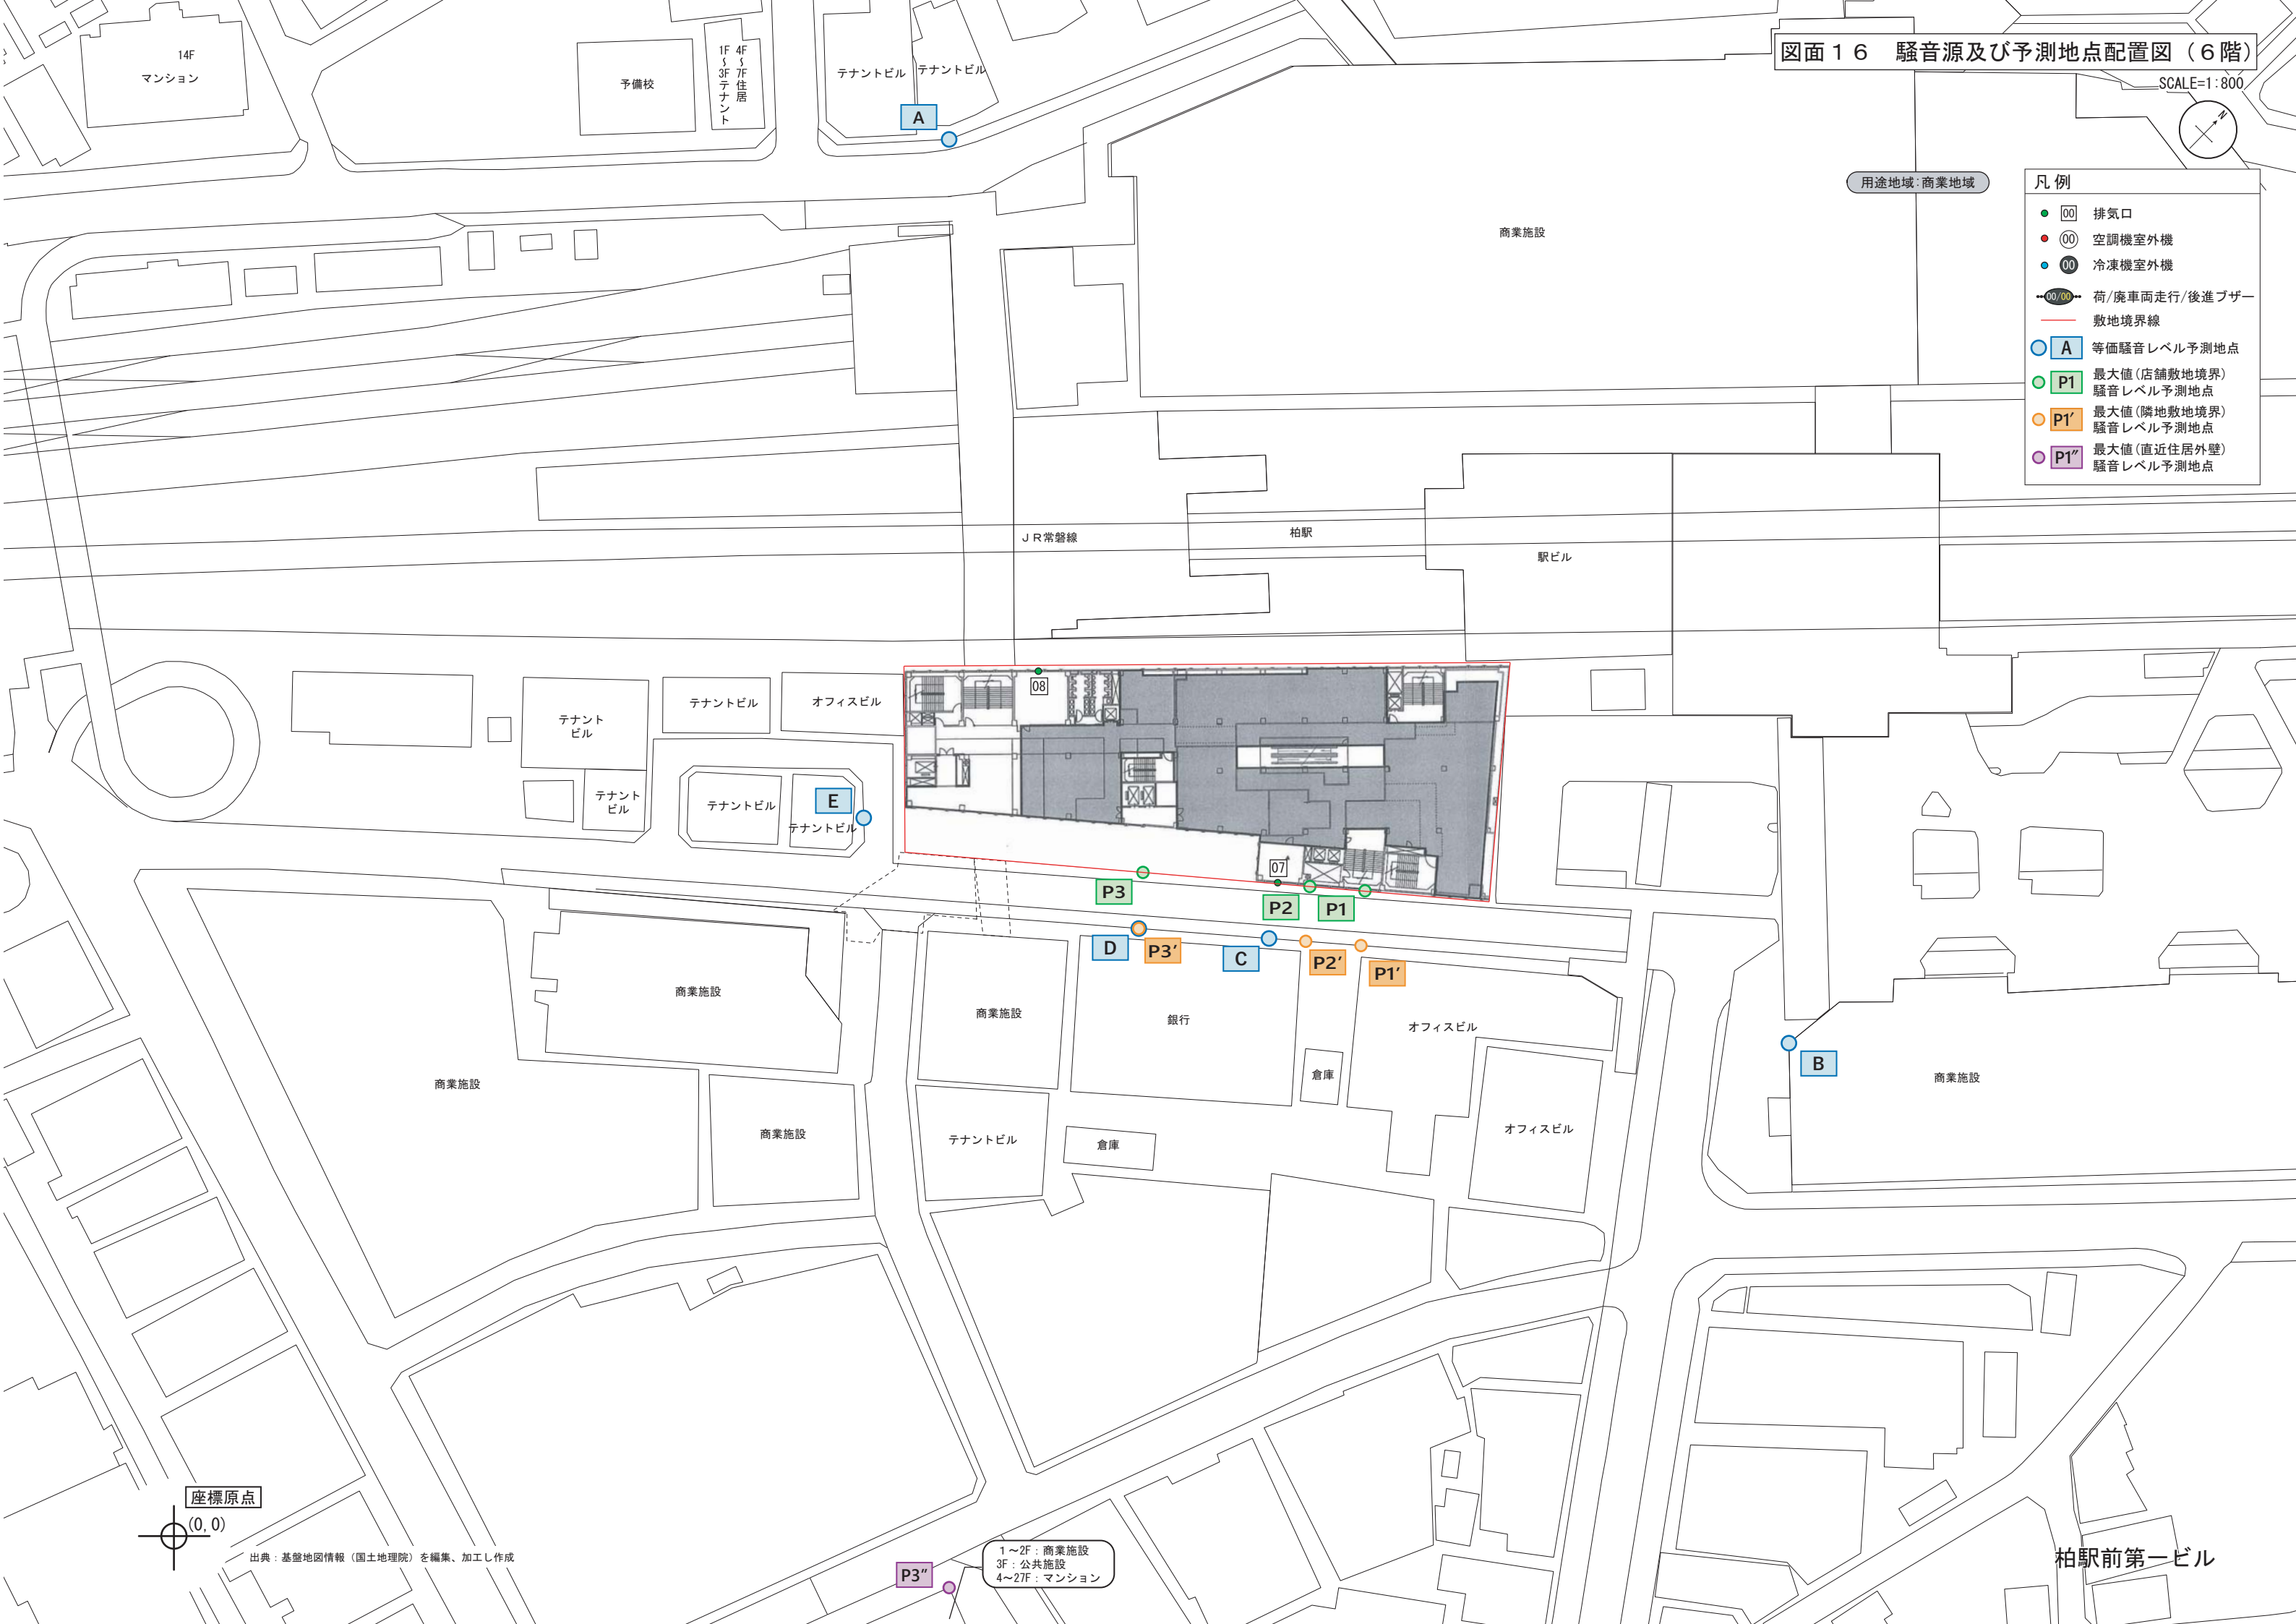 図面１６　騒音源及び予測地点配置図（６階）
SCALE=1:800
N
用途地域:商業地域
凡 例
00 排気口
00 空調機室外機
00 冷凍機室外機
00/00 荷/廃車両走行/後進ブザー
敷地境界線
A 等価騒音レベル予測地点
P1 最大値(店舗敷地境界)
騒音レベル予測地点
P1′ 最大値(隣地敷地境界)
騒音レベル予測地点
P1″ 最大値(直近住居外壁)
騒音レベル予測地点
14F
マンション
予備校
1F～3Fテナント
4F～7F住居
テナントビル
テナントビル
A
商業施設
ＪＲ常磐線
柏駅
駅ビル
テナント
ビル
テナントビル
オフィスビル
08
テナント
ビル
テナントビル
E
テナントビル
07
P3
P2
P1
D
P3′
C
P2′
P1′
商業施設
商業施設
銀行
オフィスビル
倉庫
B
商業施設
商業施設
商業施設
テナントビル
倉庫
オフィスビル
座標原点
(0,0)
出典：基盤地図情報（国土地理院）を編集、加工し作成
P3″
１～2F：商業施設
3F：公共施設
4～27F：マンション
柏駅前第一ビル